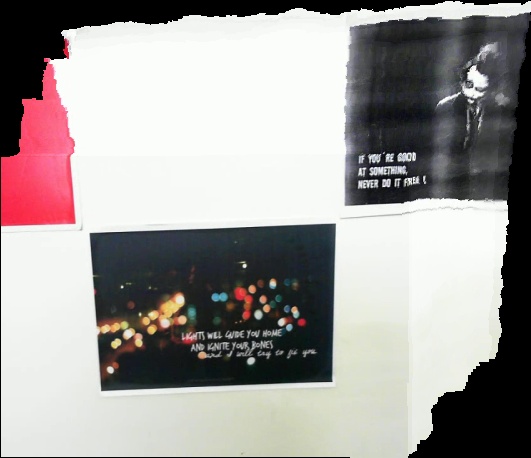 IF YOU'RE GOOD
AT SOMETHING,
NEVER DO IT FREE.
LIGHTS WILL GUIDE YOU HOME
AND IGNITE YOUR BONES
and I will try to fix you